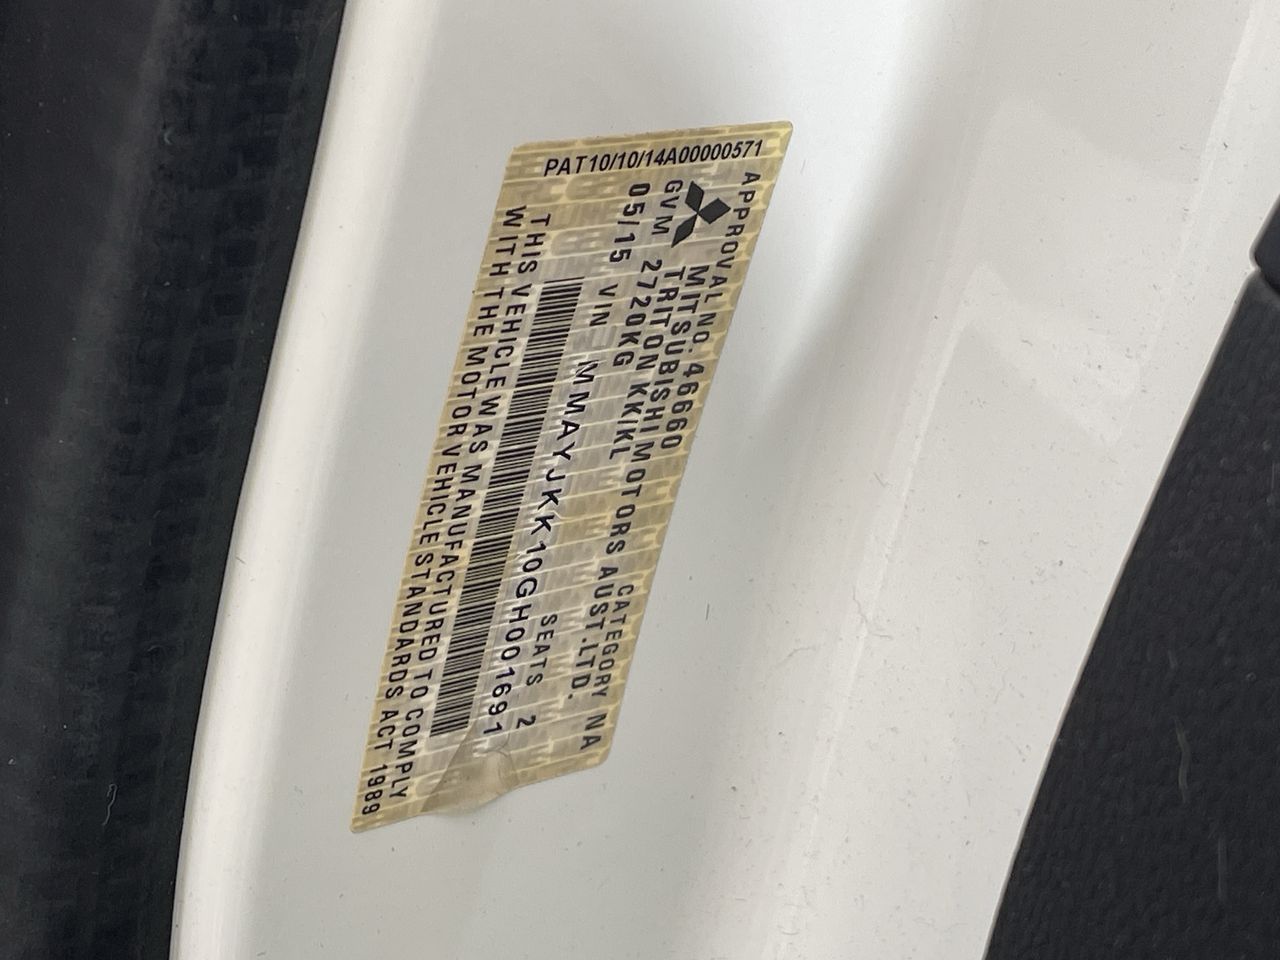 PAT10/10/14A00000571
APPROVAL NO. 46660 CATEGORY NA
MITSUBISHI MOTORS AUST. LTD.
TRITON KKIKL
GVM 2720KG SEATS 2
05/15 VIN MMAYJKK10GH001691
THIS VEHICLE WAS MANUFACTURED TO COMPLY
WITH THE MOTOR VEHICLE STANDARDS ACT 1989